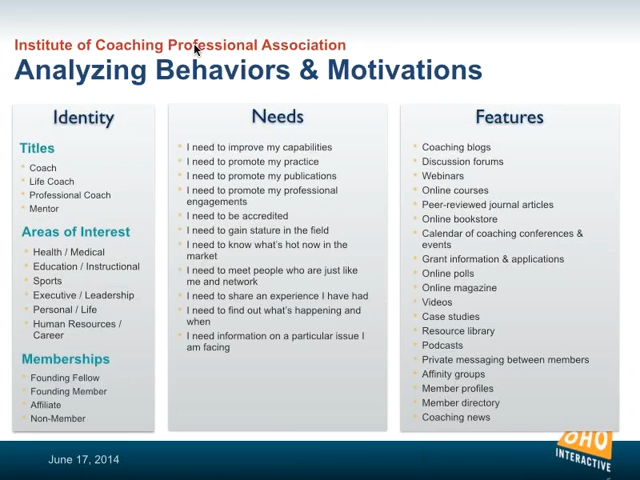 Institute of Coaching Professional Association
Analyzing Behaviors & Motivations
Identity
Titles
Coach
Life Coach
Professional Coach
Mentor
Areas of Interest
Health / Medical
Education / Instructional
Sports
Executive / Leadership
Personal / Life
Human Resources /
Career
Memberships
Founding Fellow
Founding Member
Affiliate
Non-Member
Needs
I need to improve my capabilities
I need to promote my practice
I need to promote my publications
I need to promote my professional
engagements
I need to be accredited
I need to gain stature in the field
I need to know what's hot now in the
market
I need to meet people who are just like
me and network
I need to share an experience I have had
I need to find out what's happening and
when
I need information on a particular issue I
am facing
Features
Coaching blogs
Discussion forums
Webinars
Online courses
Peer-reviewed journal articles
Online bookstore
Calendar of coaching conferences &
events
Grant information & applications
Online polls
Online magazine
Videos
Case studies
Resource library
Podcasts
Private messaging between members
Affinity groups
Member profiles
Member directory
Coaching news
June 17, 2014
OHO
INTERACTIVE